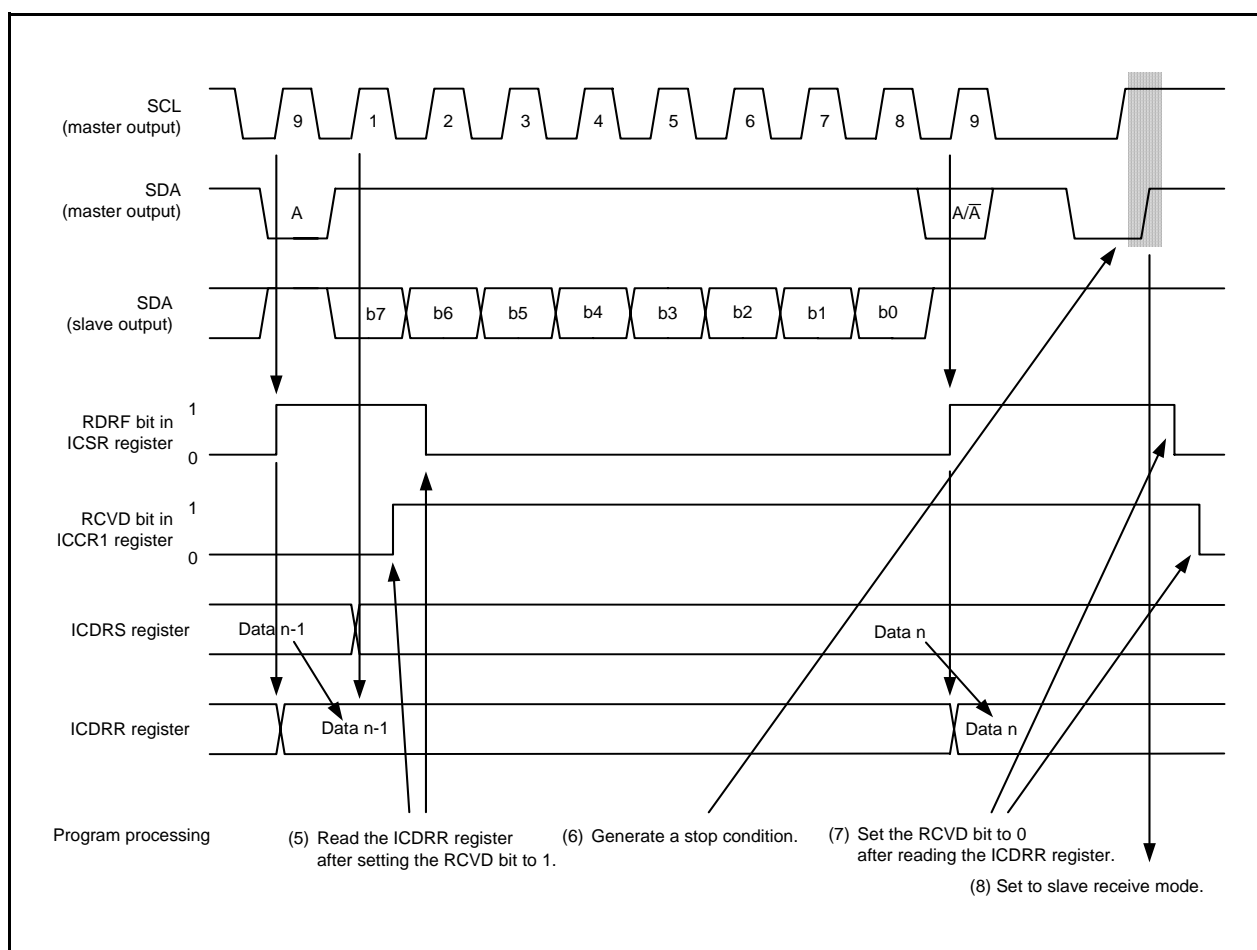 SCL
(master output)
9 1 2 3 4 5 6 7 8 9
SDA
(master output)
A A/A̅
SDA
(slave output)
b7 b6 b5 b4 b3 b2 b1 b0
RDRF bit in
ICSR register
1
0
RCVD bit in
ICCR1 register
1
0
ICDRS register
Data n-1 Data n
ICDRR register
Data n-1 Data n
Program processing
(5) Read the ICDRR register
after setting the RCVD bit to 1.
(6) Generate a stop condition.
(7) Set the RCVD bit to 0
after reading the ICDRR register.
(8) Set to slave receive mode.